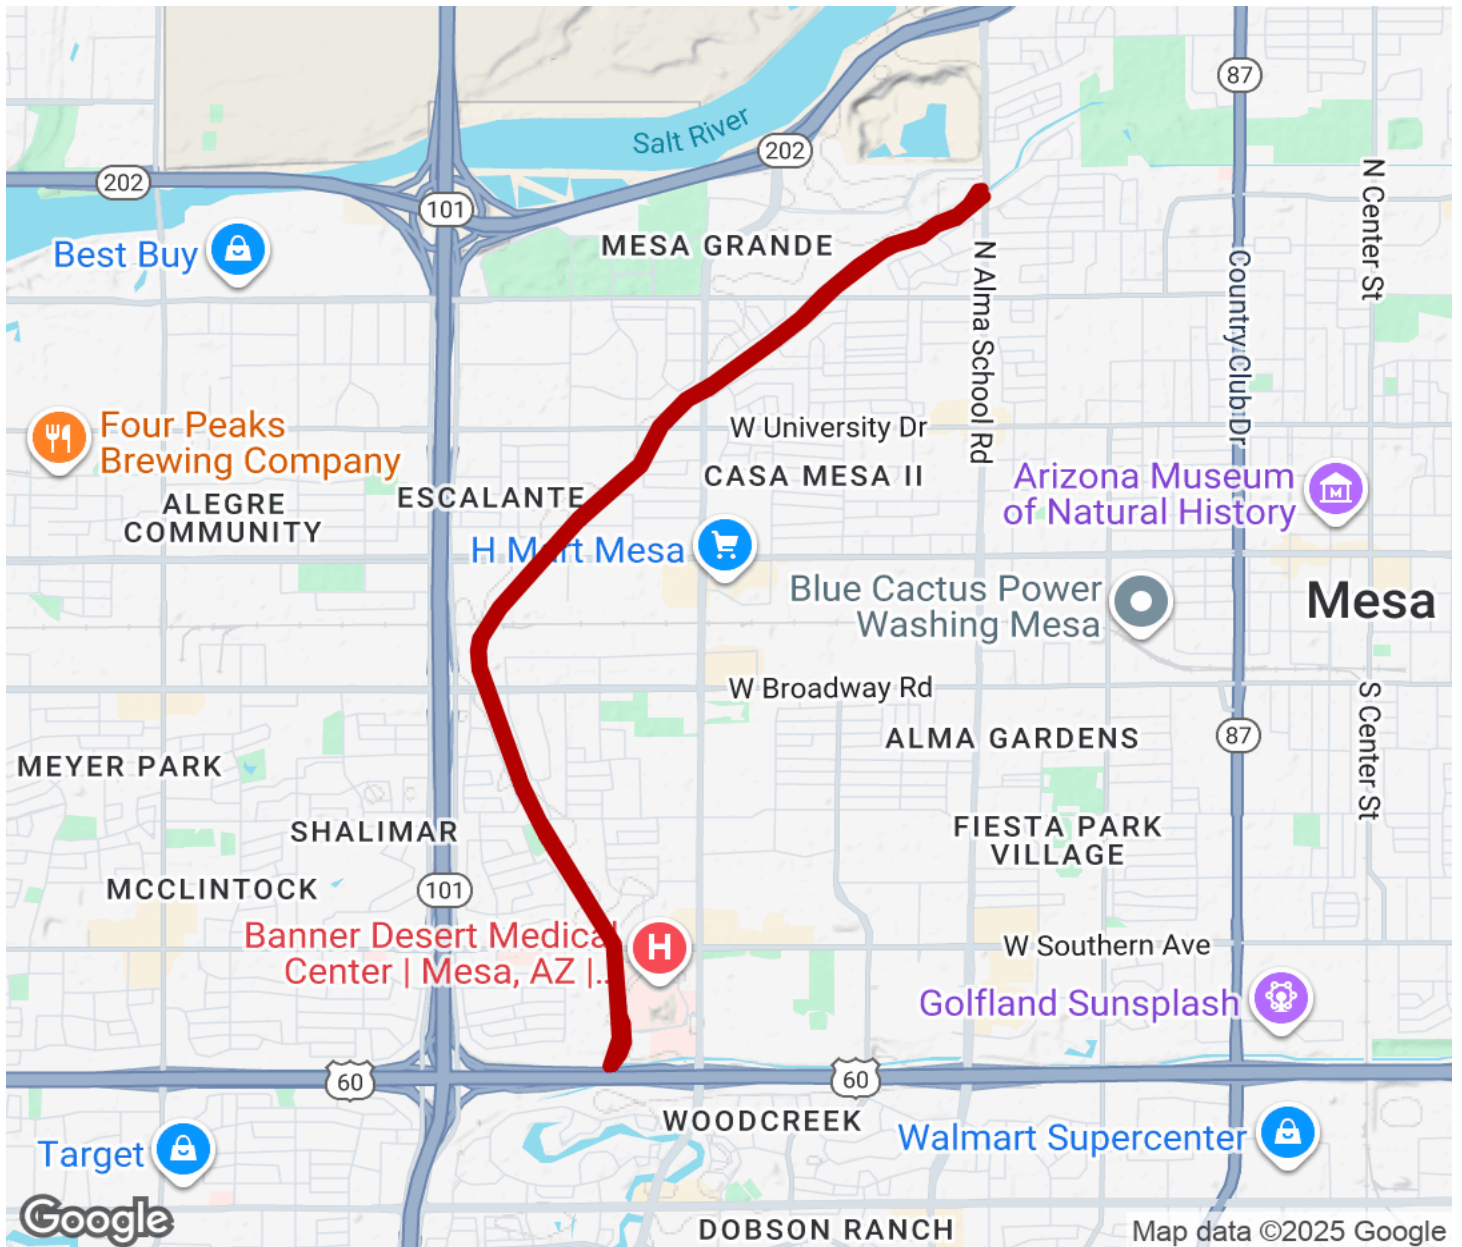 87
Salt River
202
202
N Center St
101
Best Buy
MESA GRANDE
N Alma School Rd
Country Club Dr
Four Peaks
Brewing Company
W University Dr
CASA MESA II
Arizona Museum
of Natural History
ESCALANTE
ALEGRE
COMMUNITY
H Mart Mesa
Blue Cactus Power
Washing Mesa
Mesa
W Broadway Rd
S Center St
87
ALMA GARDENS
MEYER PARK
SHALIMAR
FIESTA PARK
VILLAGE
MCCLINTOCK
101
Banner Desert Medical
Center | Mesa, AZ |...
H
W Southern Ave
Golfland Sunsplash
60
60
WOODCREEK
Walmart Supercenter
Target
Google
DOBSON RANCH
Map data ©2025 Google